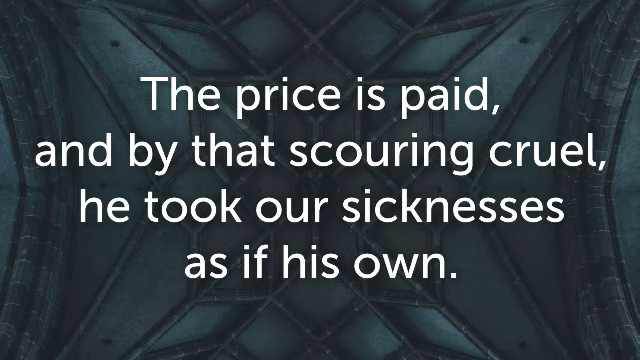 The price is paid,
and by that scouring cruel,
he took our sicknesses
as if his own.